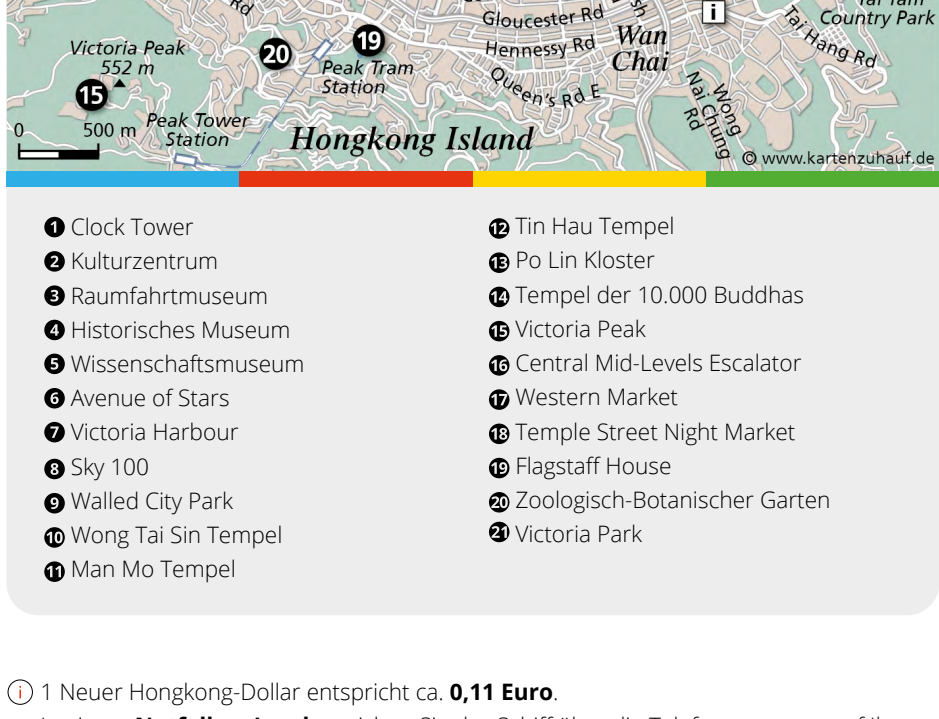 Rd
Gloucester Rd
Tai Tam
Country Park
Tai Hang Rd
i
Victoria Peak
552 m
20
19
Peak Tram
Station
Hennessy Rd
Wan
Chai
Queen's Rd E
Wong
Nai Chung
Rd
15
0 500 m
Peak Tower
Station
Hongkong Island
© www.kartenzuhauf.de
1 Clock Tower
2 Kulturzentrum
3 Raumfahrtmuseum
4 Historisches Museum
5 Wissenschaftsmuseum
6 Avenue of Stars
7 Victoria Harbour
8 Sky 100
9 Walled City Park
10 Wong Tai Sin Tempel
11 Man Mo Tempel
12 Tin Hau Tempel
13 Po Lin Kloster
14 Tempel der 10.000 Buddhas
15 Victoria Peak
16 Central Mid-Levels Escalator
17 Western Market
18 Temple Street Night Market
19 Flagstaff House
20 Zoologisch-Botanischer Garten
21 Victoria Park
i 1 Neuer Hongkong-Dollar entspricht ca. 0,11 Euro.